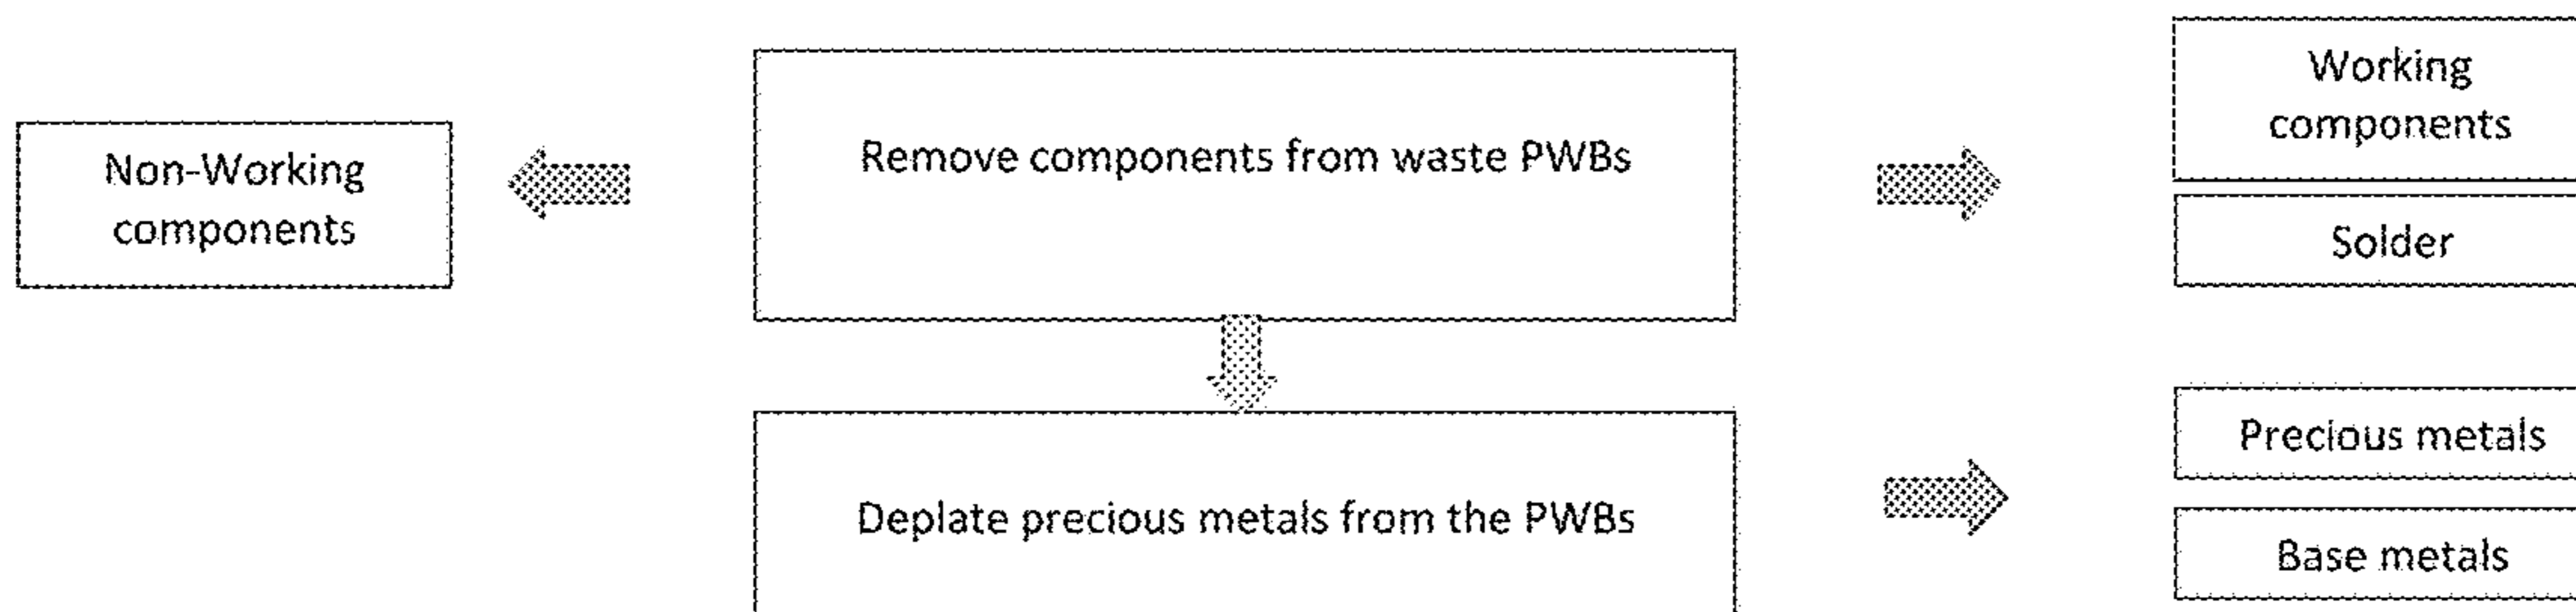 Non-Working
components
Remove components from waste PWBs
Working
components
Solder
Deplate precious metals from the PWBs
Precious metals
Base metals